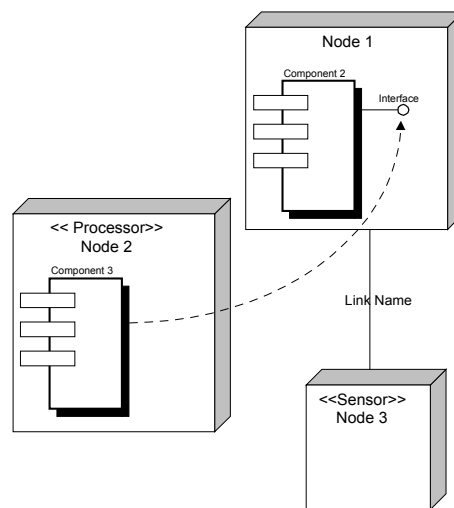 Node 1
Component 2
Interface
<< Processor>>
Node 2
Component 3
Link Name
<<Sensor>>
Node 3